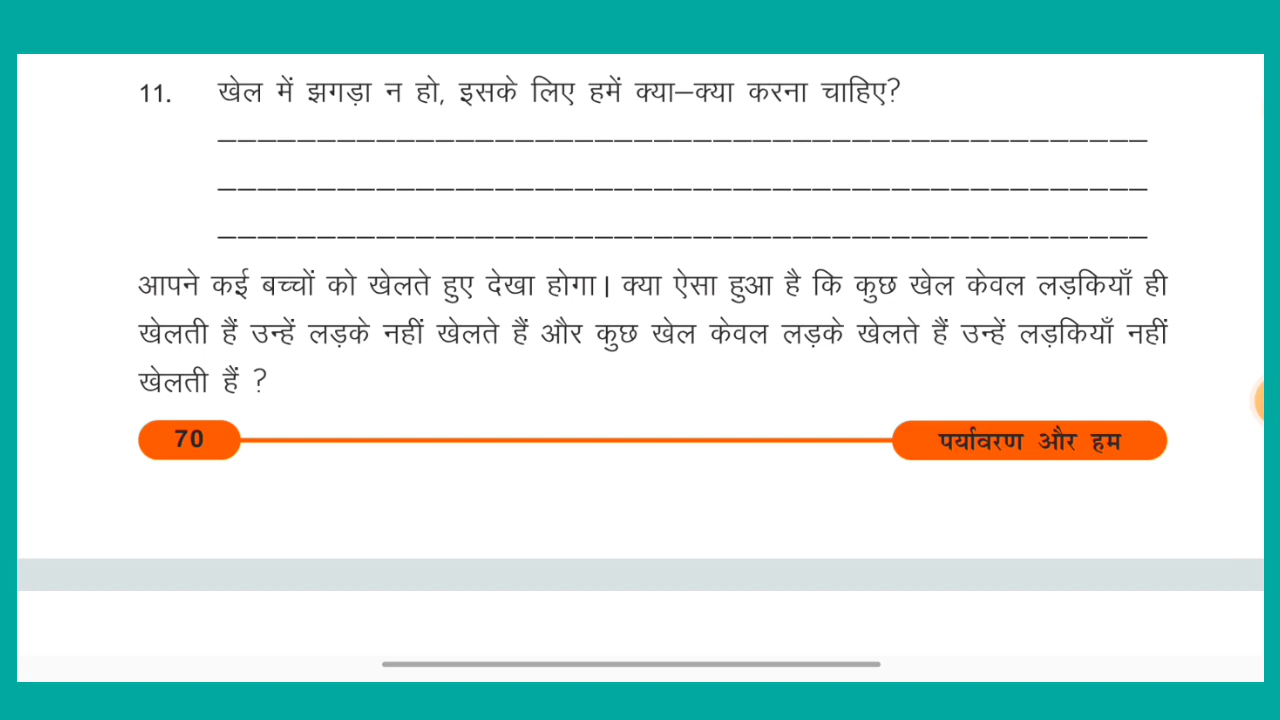 11. खेल में झगड़ा न हो, इसके लिए हमें क्या–क्या करना चाहिए?
आपने कई बच्चों को खेलते हुए देखा होगा। क्या ऐसा हुआ है कि कुछ खेल केवल लड़कियाँ ही
खेलती हैं उन्हें लड़के नहीं खेलते हैं और कुछ खेल केवल लड़के खेलते हैं उन्हें लड़कियाँ नहीं
खेलती हैं ?
70 पर्यावरण और हम